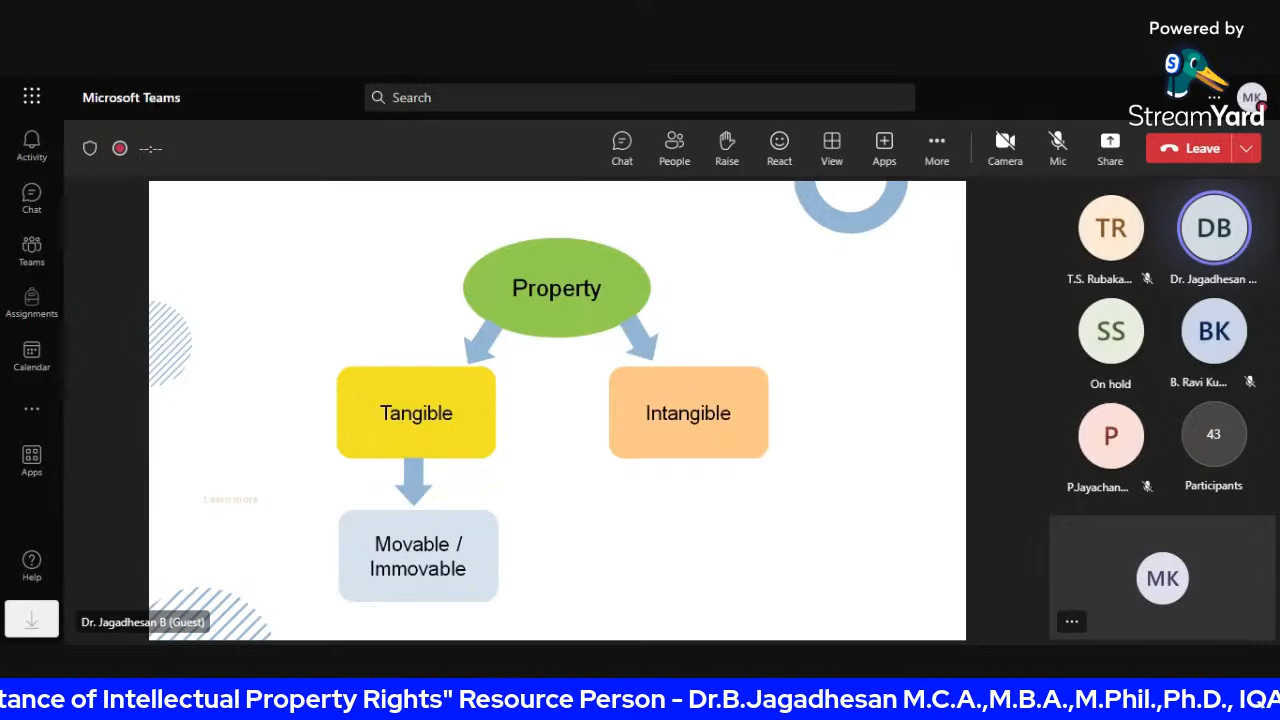 Powered by
StreamYard
Microsoft Teams
Search
MK
Activity
Chat
Teams
Assignments
Calendar
Apps
Help
--:--
Chat
People
Raise
React
View
Apps
More
Camera
Mic
Share
Leave
Property
Tangible
Intangible
Movable /
Immovable
Learn more
Dr. Jagadhesan B (Guest)
TR
T.S. Rubaka...
DB
Dr. Jagadhesan ...
SS
On hold
BK
B. Ravi Ku...
P
P.Jayachan...
43
Participants
MK
tance of Intellectual Property Rights" Resource Person - Dr.B.Jagadhesan M.C.A.,M.B.A.,M.Phil.,Ph.D., IQA